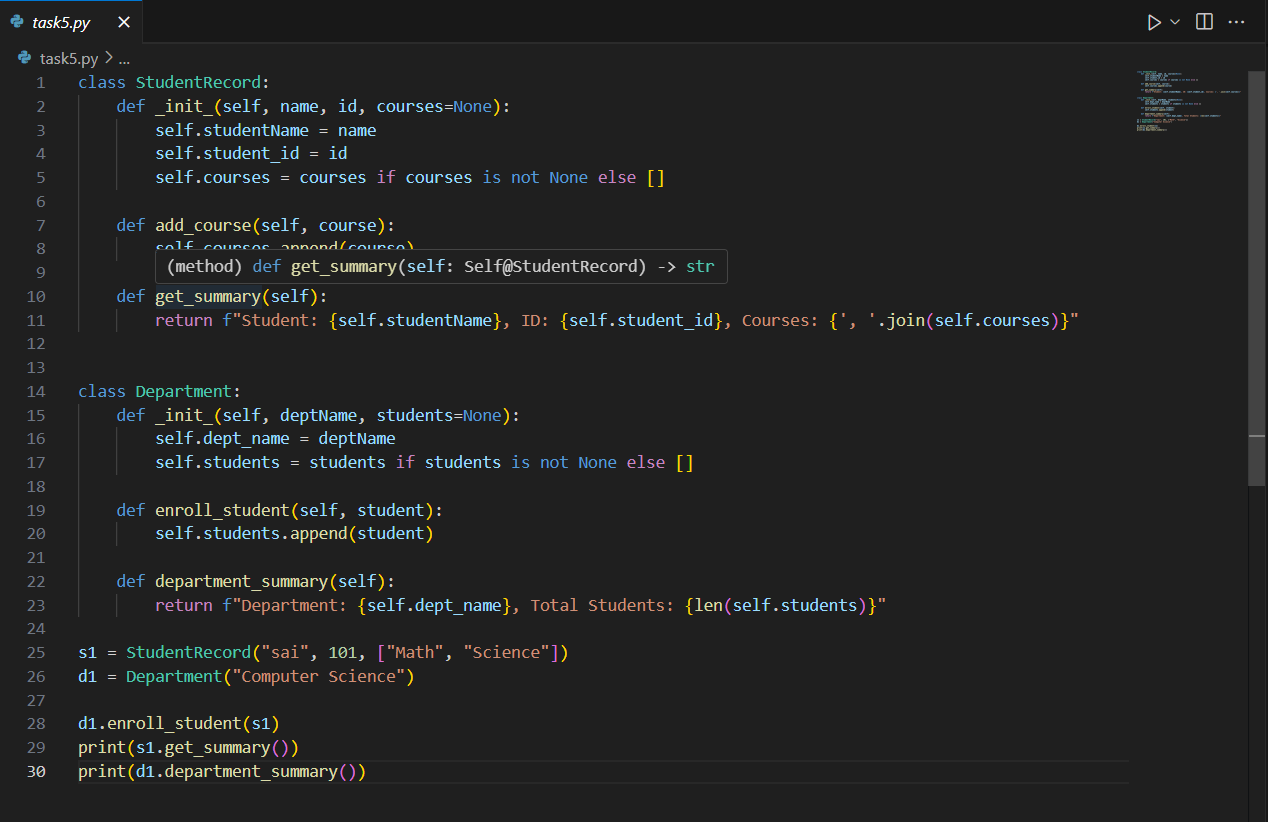 task5.py
task5.py > ...
1 class StudentRecord:
2     def _init_(self, name, id, courses=None):
3         self.studentName = name
4         self.student_id = id
5         self.courses = courses if courses is not None else []
6
7     def add_course(self, course):
8         self.courses.append(course)
(method) def get_summary(self: Self@StudentRecord) -> str
9
10     def get_summary(self):
11         return f"Student: {self.studentName}, ID: {self.student_id}, Courses: {', '.join(self.courses)}"
12
13
14 class Department:
15     def _init_(self, deptName, students=None):
16         self.dept_name = deptName
17         self.students = students if students is not None else []
18
19     def enroll_student(self, student):
20         self.students.append(student)
21
22     def department_summary(self):
23         return f"Department: {self.dept_name}, Total Students: {len(self.students)}"
24
25 s1 = StudentRecord("sai", 101, ["Math", "Science"])
26 d1 = Department("Computer Science")
27
28 d1.enroll_student(s1)
29 print(s1.get_summary())
30 print(d1.department_summary())